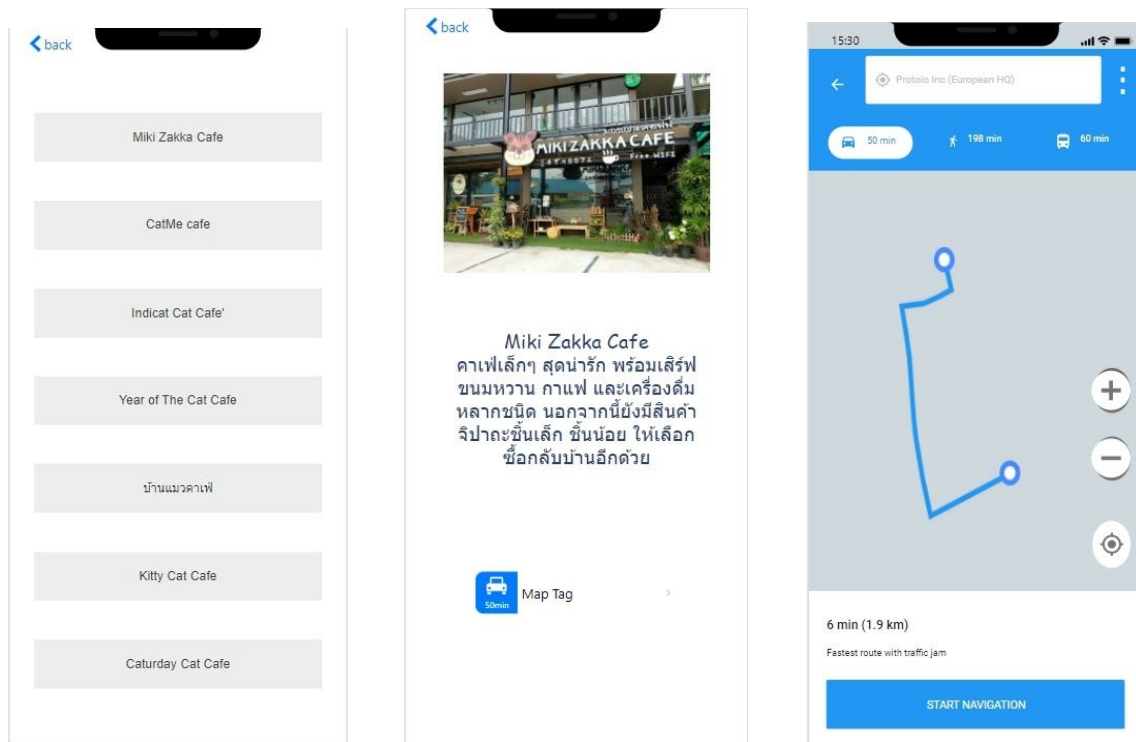 back
Miki Zakka Cafe
CatMe cafe
Indicat Cat Cafe'
Year of The Cat Cafe
บ้านแมวคาเฟ่
Kitty Cat Cafe
Caturday Cat Cafe
back
MIKI ZAKKA CAFE
Free WIFI
Miki Zakka Cafe
คาเฟ่เล็กๆ สุดน่ารัก พร้อมเสิร์ฟ
ขนมหวาน กาแฟ และเครื่องดื่ม
หลากชนิด นอกจากนี้ยังมีสินค้า
จิปาถะชิ้นเล็ก ชิ้นน้อย ให้เลือก
ซื้อกลับบ้านอีกด้วย
50min
Map Tag
15:30
Protoio Inc (European HQ)
50 min
198 min
60 min
6 min (1.9 km)
Fastest route with traffic jam
START NAVIGATION